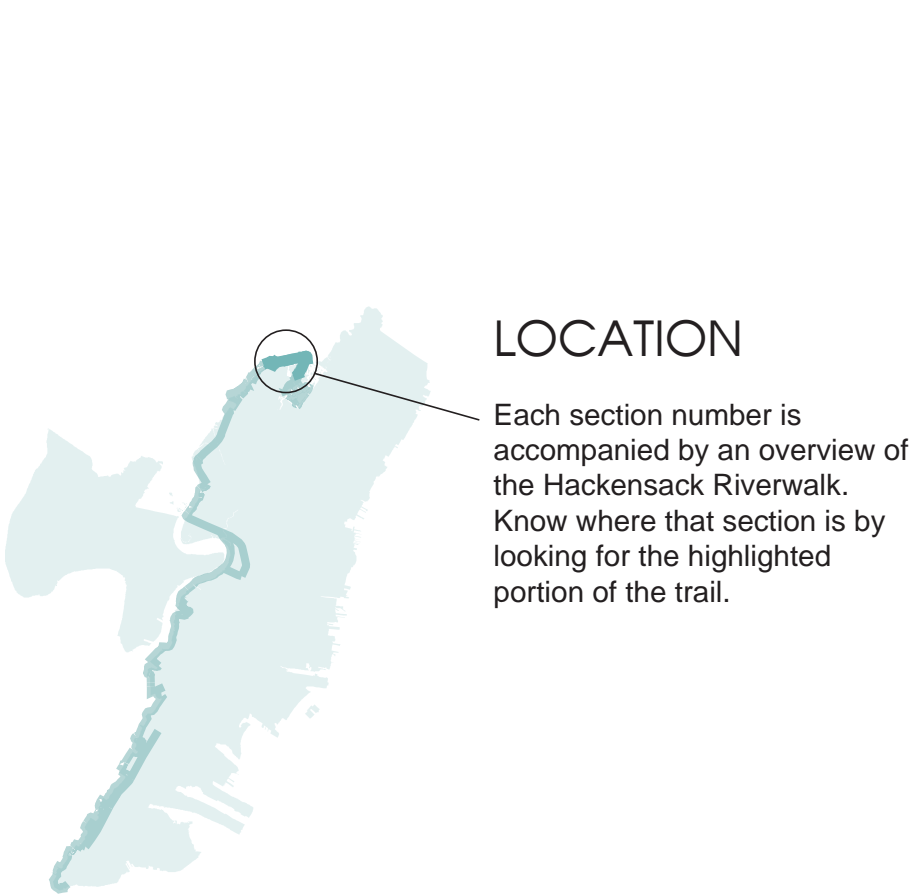 LOCATION
Each section number is
accompanied by an overview of
the Hackensack Riverwalk.
Know where that section is by
looking for the highlighted
portion of the trail.